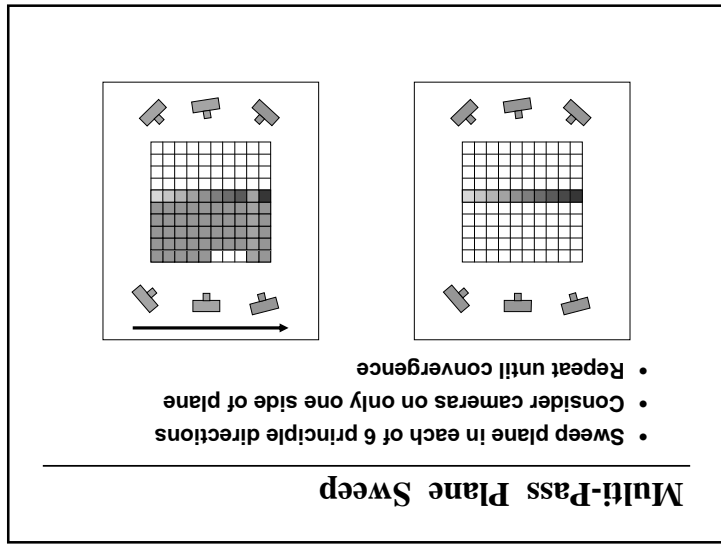 Multi-Pass Plane Sweep
• Sweep plane in each of 6 principle directions
• Consider cameras on only one side of plane
• Repeat until convergence